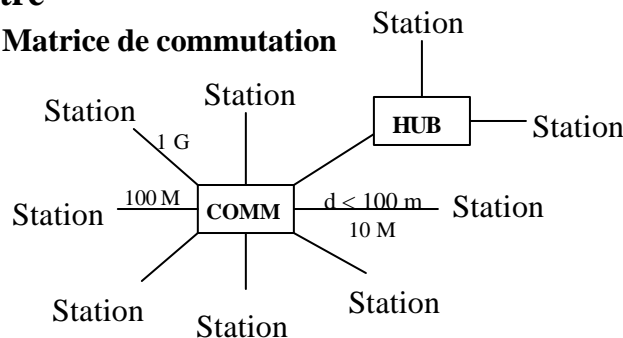 tre
Matrice de commutation
Station
Station
Station
HUB
Station
1 G
100 M
d < 100 m
Station
COMM
Station
10 M
Station
Station
Station